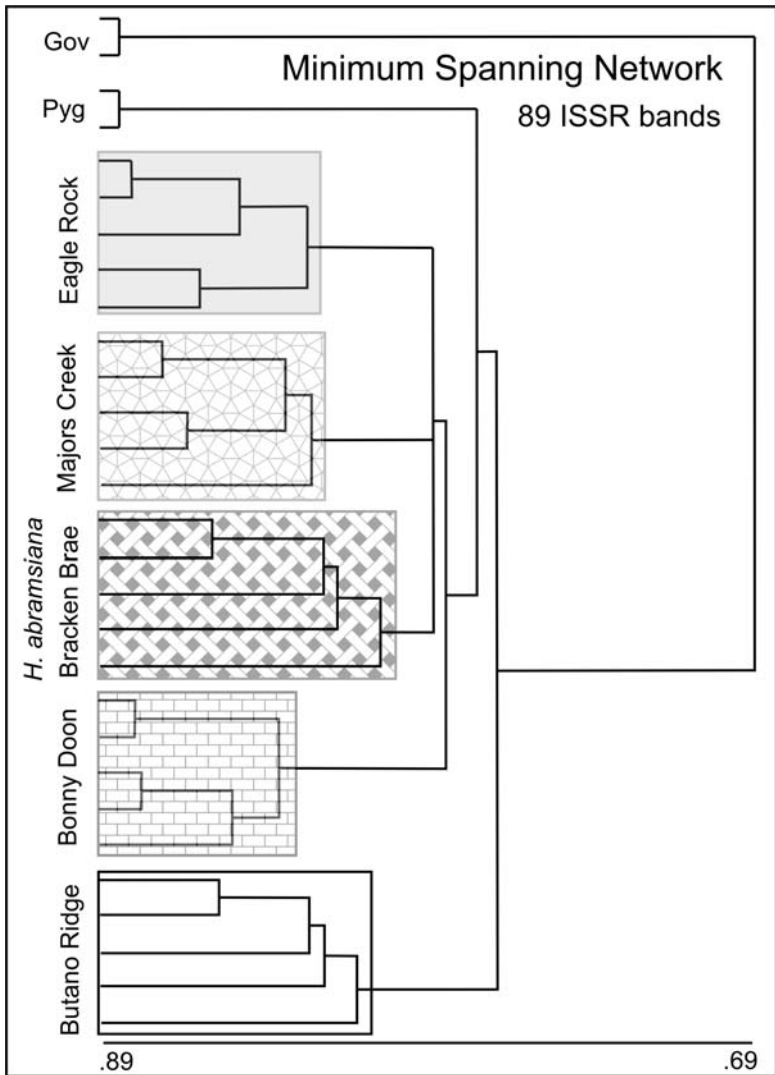 Gov
Minimum Spanning Network
Pyg
89 ISSR bands
Eagle Rock
Majors Creek
H. abramsiana
Bracken Brae
Bonny Doon
Butano Ridge
.89
.69